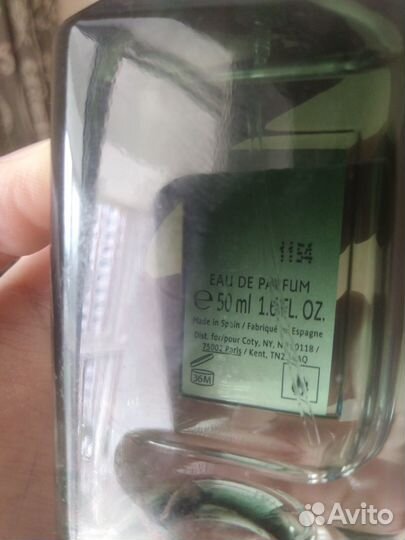 1154
EAU DE PARFUM
℮ 50 ml 1.6 FL. OZ.
Made in Spain / Fabriqué en Espagne
Dist. for/pour Coty, NY, NY 10118 /
75002 Paris / Kent, TN2
36M
Avito